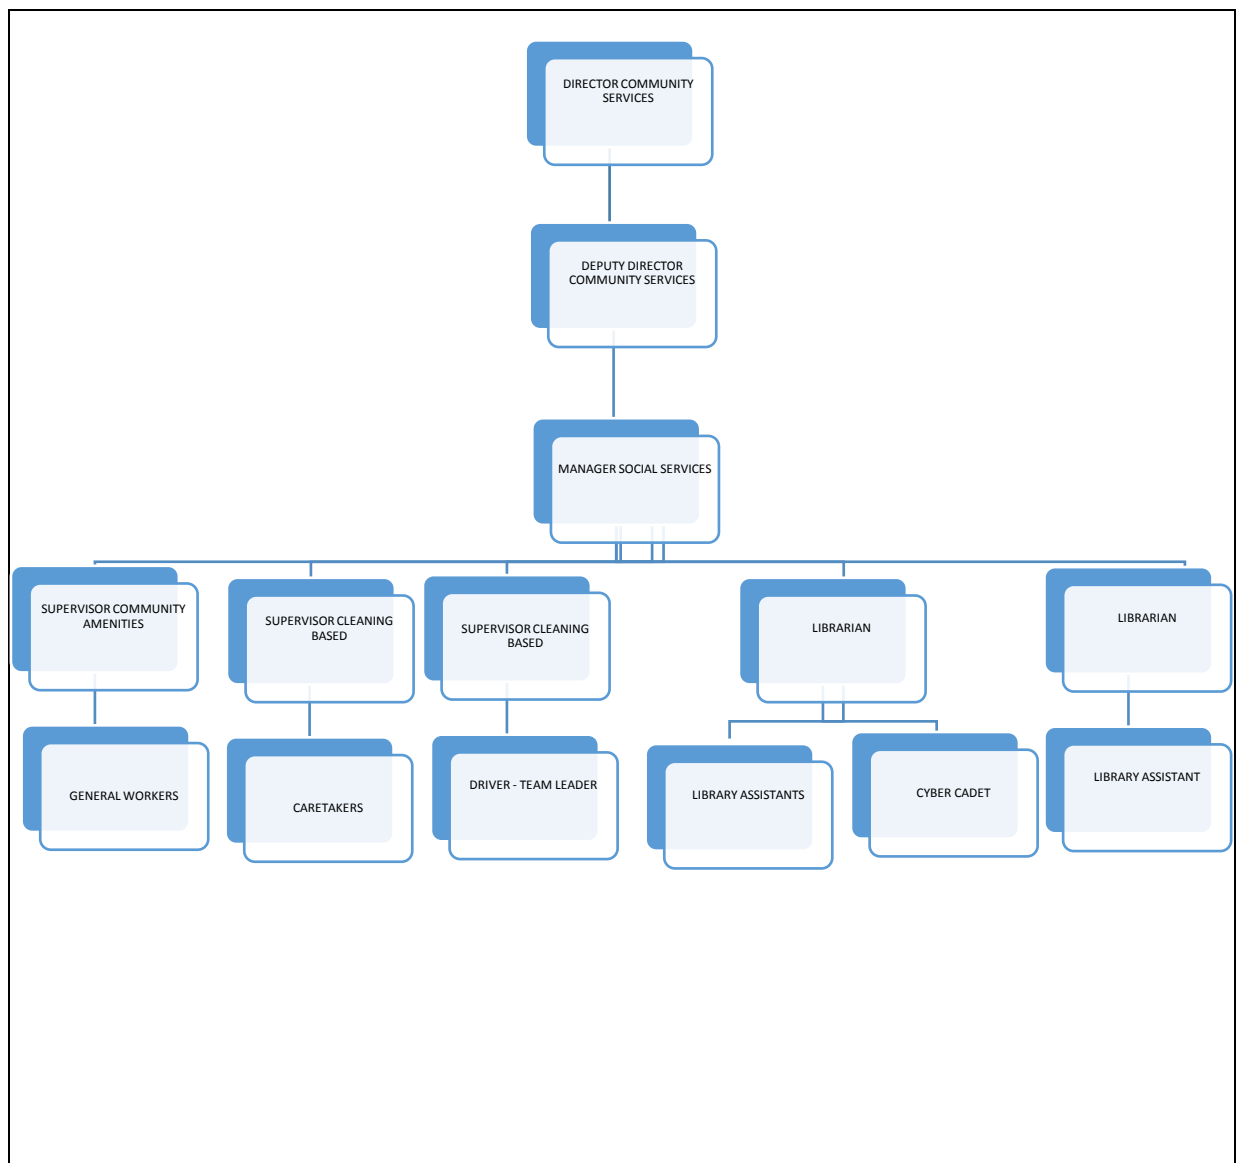 DIRECTOR COMMUNITY
SERVICES
DEPUTY DIRECTOR
COMMUNITY SERVICES
MANAGER SOCIAL SERVICES
SUPERVISOR COMMUNITY
AMENITIES
SUPERVISOR CLEANING
BASED
SUPERVISOR CLEANING
BASED
LIBRARIAN
LIBRARIAN
GENERAL WORKERS
CARETAKERS
DRIVER - TEAM LEADER
LIBRARY ASSISTANTS
CYBER CADET
LIBRARY ASSISTANT